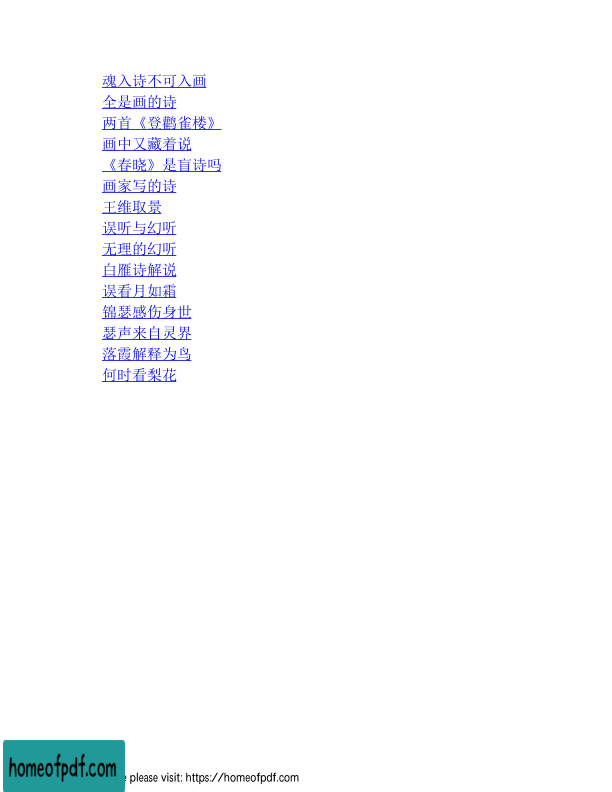 魂入诗不可入画
全是画的诗
两首《登鹳雀楼》
画中又藏着说
《春晓》是盲诗吗
画家写的诗
王维取景
误听与幻听
无理的幻听
白雁诗解说
误看月如霜
锦瑟感伤身世
瑟声来自灵界
落霞解释为鸟
何时看梨花
homeofpdf.com
e please visit: https://homeofpdf.com